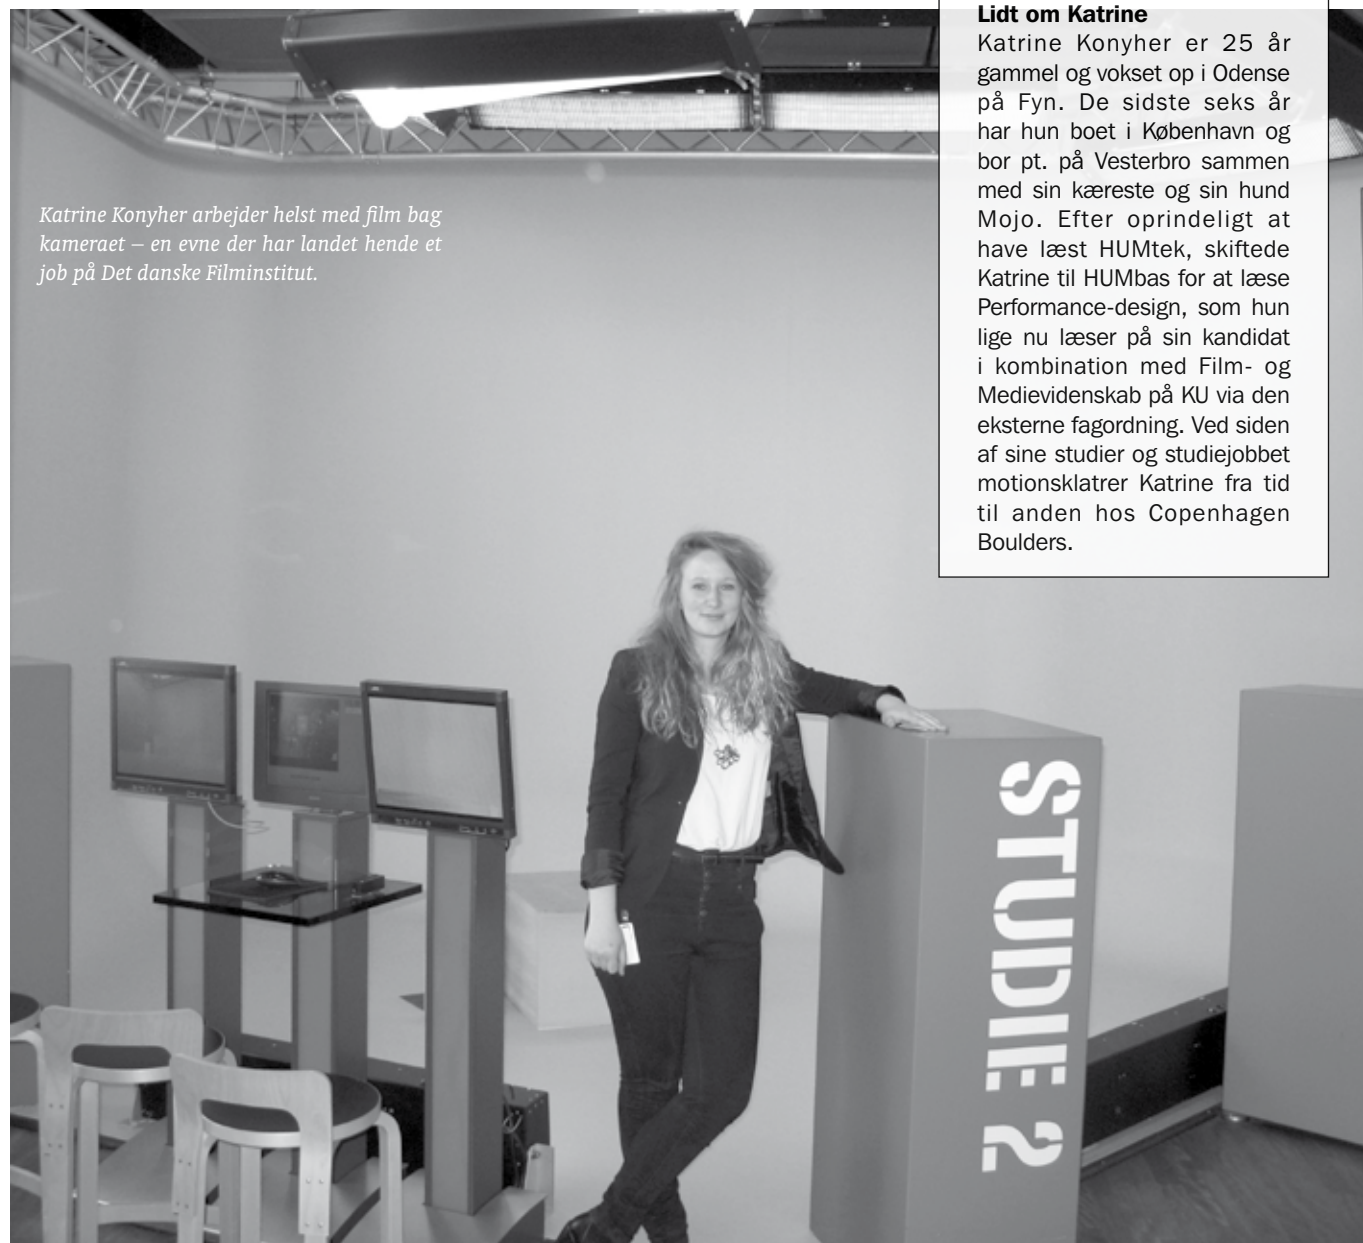 Lidt om Katrine
Katrine Konyher er 25 år
gammel og vokset op i Odense
på Fyn. De sidste seks år
har hun boet i København og
bor pt. på Vesterbro sammen
med sin kæreste og sin hund
Mojo. Efter oprindeligt at
have læst HUMtek, skiftede
Katrine til HUMbas for at læse
Performance-design, som hun
lige nu læser på sin kandidat
i kombination med Film- og
Medievidenskab på KU via den
eksterne fagordning. Ved siden
af sine studier og studiejobbet
motionsklatrer Katrine fra tid
til anden hos Copenhagen
Boulders.
Katrine Konyher arbejder helst med film bag
kameraet – en evne der har landet hende et
job på Det danske Filminstitut.
STUDIE 2